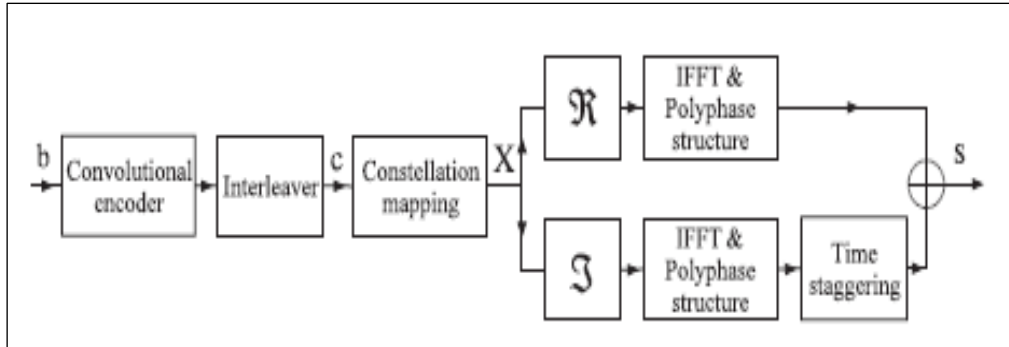 b
Convolutional
encoder
Interleaver
c
Constellation
mapping
X
ℜ
IFFT &
Polyphase
structure
ℑ
IFFT &
Polyphase
structure
Time
staggering
s